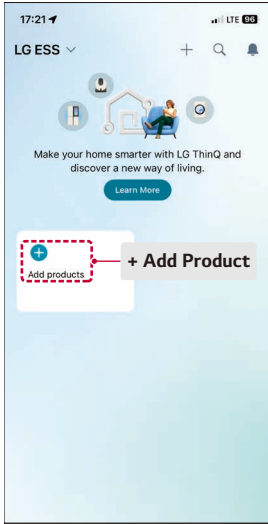 17:21 LTE 96
LG ESS
Make your home smarter with LG ThinQ and
discover a new way of living.
Learn More
Add products
+ Add Product